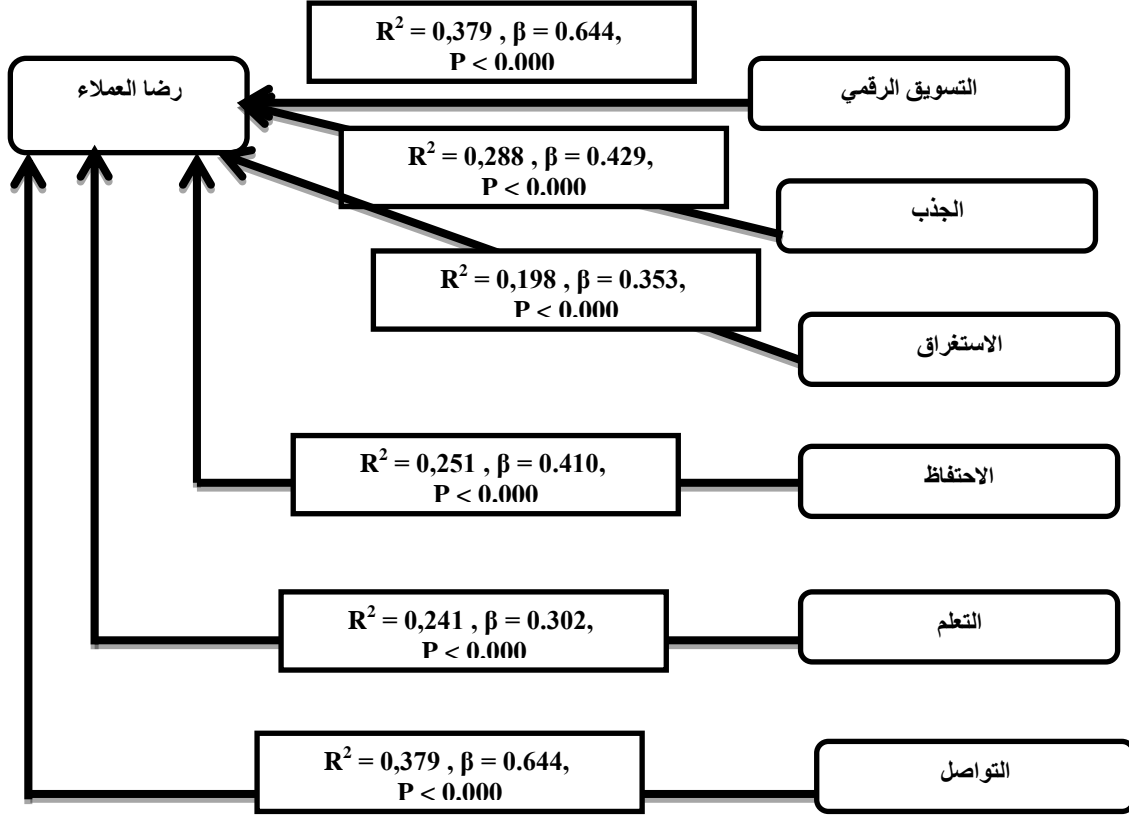 R² = 0,379 , β = 0.644,
P < 0.000
رضا العملاء
التسويق الرقمي
R² = 0,288 , β = 0.429,
P < 0.000
الجذب
R² = 0,198 , β = 0.353,
P < 0.000
الاستغراق
R² = 0,251 , β = 0.410,
P < 0.000
الاحتفاظ
R² = 0,241 , β = 0.302,
P < 0.000
التعلم
R² = 0,379 , β = 0.644,
P < 0.000
التواصل